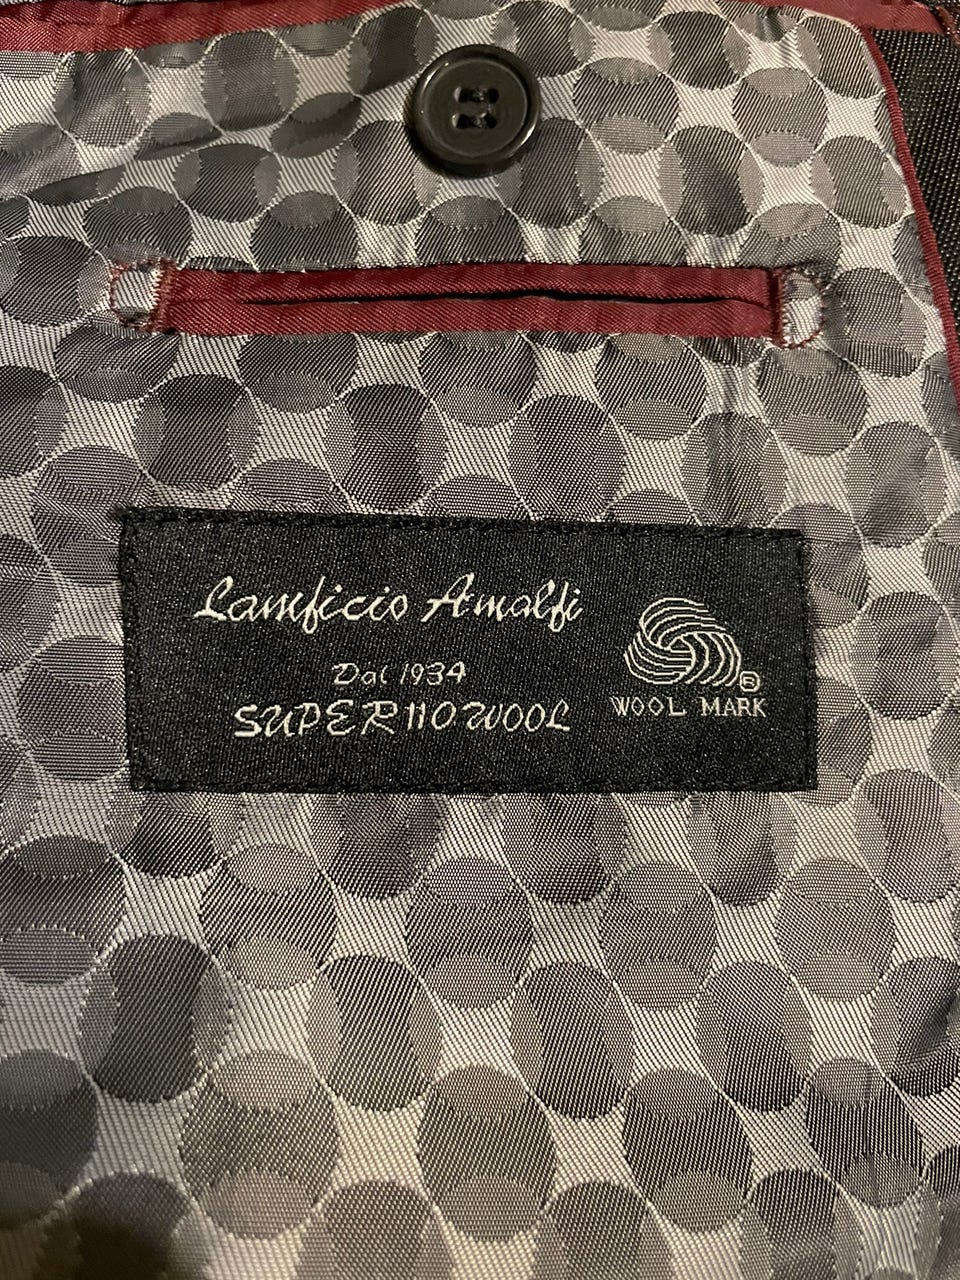 Lanificio Amalfi
Dal 1934
SUPER 110 WOOL
®
WOOL MARK